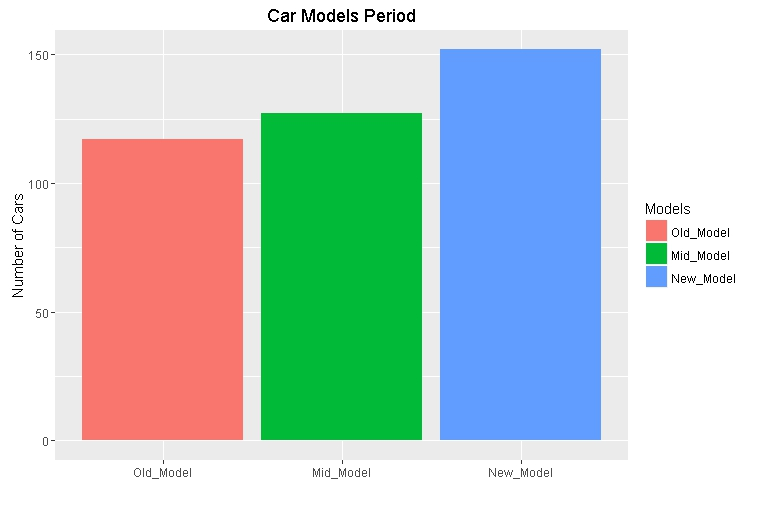 Car Models Period
Number of Cars
150
100
50
0
Old_Model
Mid_Model
New_Model
Models
Old_Model
Mid_Model
New_Model